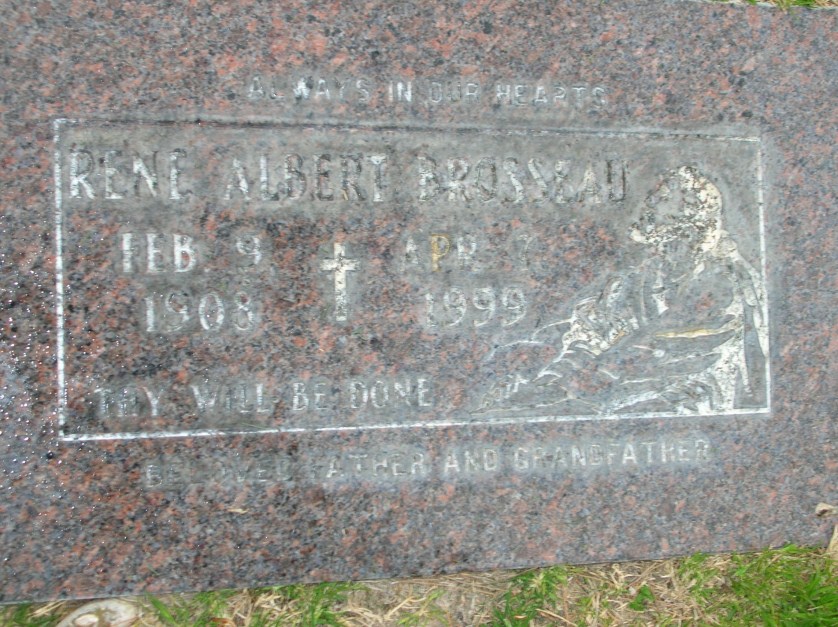 ALWAYS IN OUR HEARTS
RENE ALBERT BROSSEAU
FEB. 9, APR.
1908 1999
THY WILL BE DONE
BELOVED FATHER AND GRANDFATHER